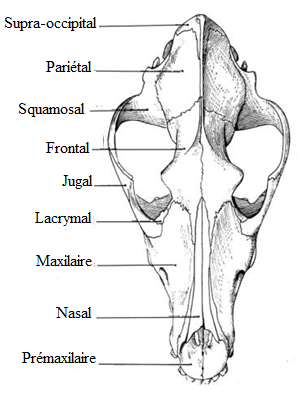 Supra-occipital
Pariétal
Squamosal
Frontal
Jugal
Lacrymal
Maxilaire
Nasal
Prémaxilaire